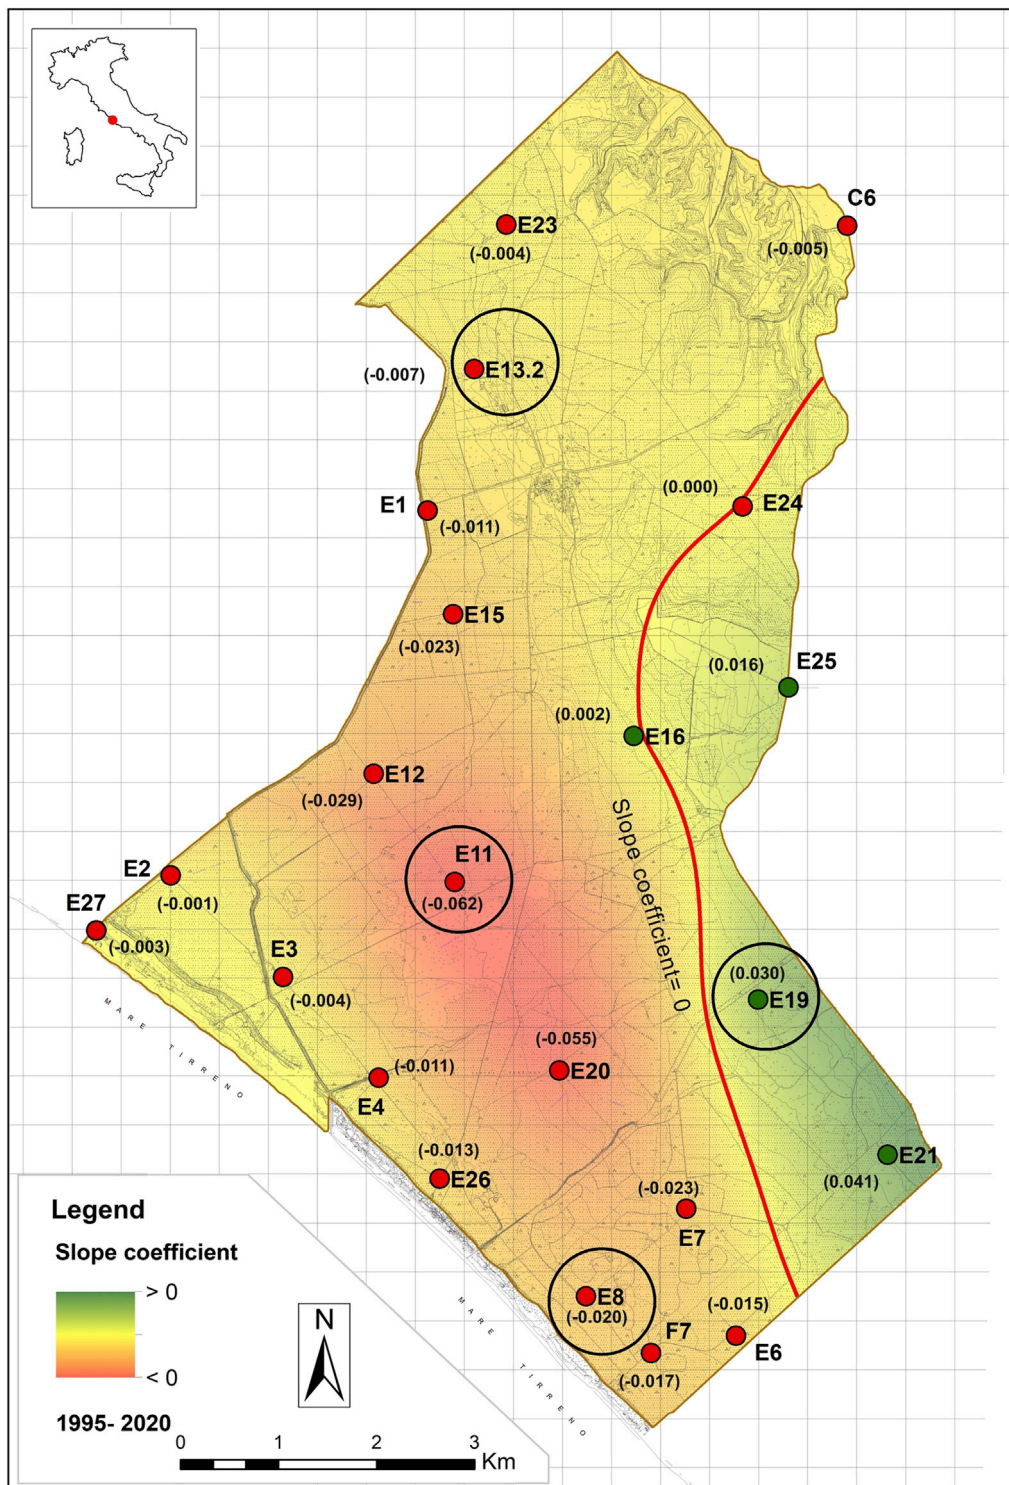 C6
(-0.005)
E23
(-0.004)
E13.2
(-0.007)
(0.000)
E24
E1
(-0.011)
E15
(-0.023)
(0.016)
E25
(0.002)
E16
E12
(-0.029)
Slope coefficient= 0
E11
(-0.062)
E2
(-0.001)
E27
(-0.003)
E3
(-0.004)
(0.030)
E19
MARE TIRRENO
(-0.055)
E20
(-0.011)
E4
(-0.013)
E26
E21
(0.041)
(-0.023)
E7
E8
(-0.020)
(-0.015)
E6
F7
(-0.017)
MARE TIRRENO
Legend
Slope coefficient
> 0
< 0
1995- 2020
N
0 1 2 3 Km